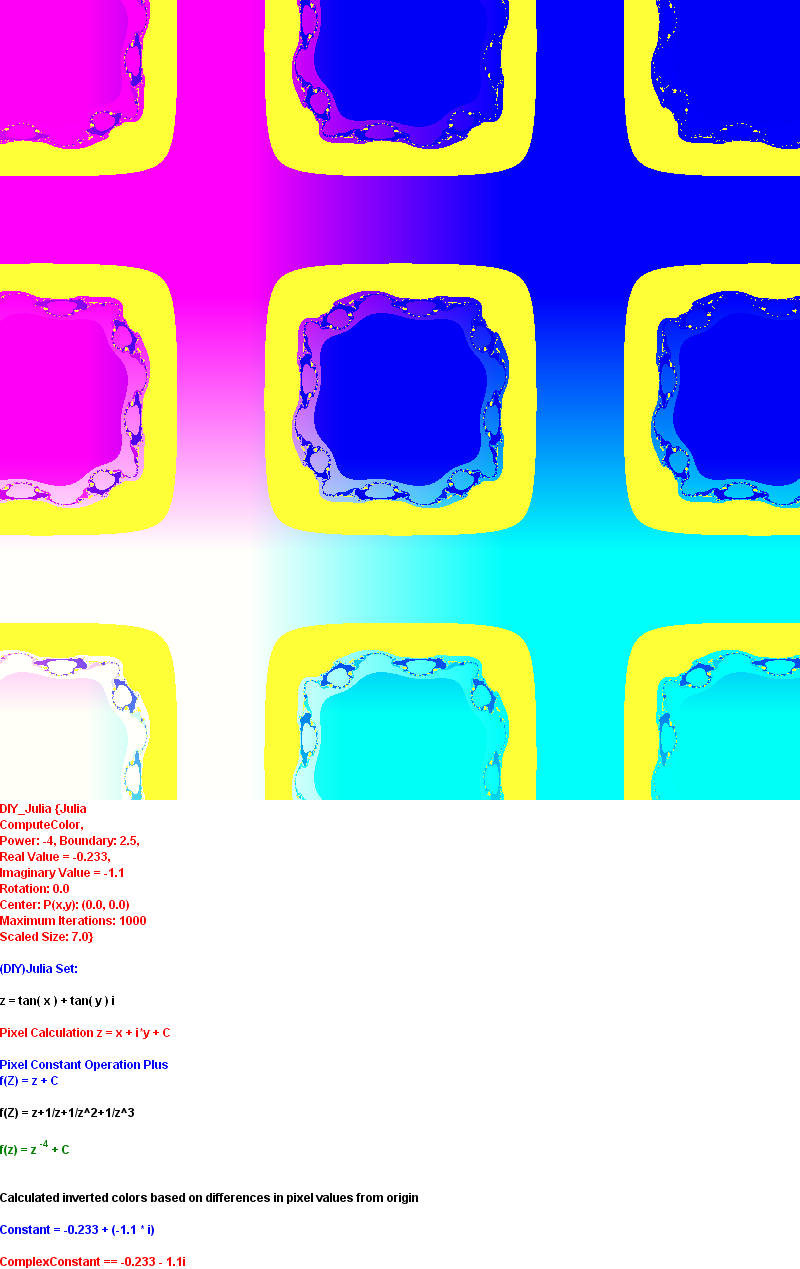 DIY_Julia {Julia
ComputeColor,
Power: -4, Boundary: 2.5,
Real Value = -0.233,
Imaginary Value = -1.1
Rotation: 0.0
Center: P(x,y): (0.0, 0.0)
Maximum Iterations: 1000
Scaled Size: 7.0}
(DIY)Julia Set:
z = tan( x ) + tan( y ) i
Pixel Calculation z = x + i*y + C
Pixel Constant Operation Plus
f(Z) = z + C
f(Z) = z+1/z+1/z^2+1/z^3
f(z) = z -4 + C
Calculated inverted colors based on differences in pixel values from origin
Constant = -0.233 + (-1.1 * i)
ComplexConstant == -0.233 - 1.1i